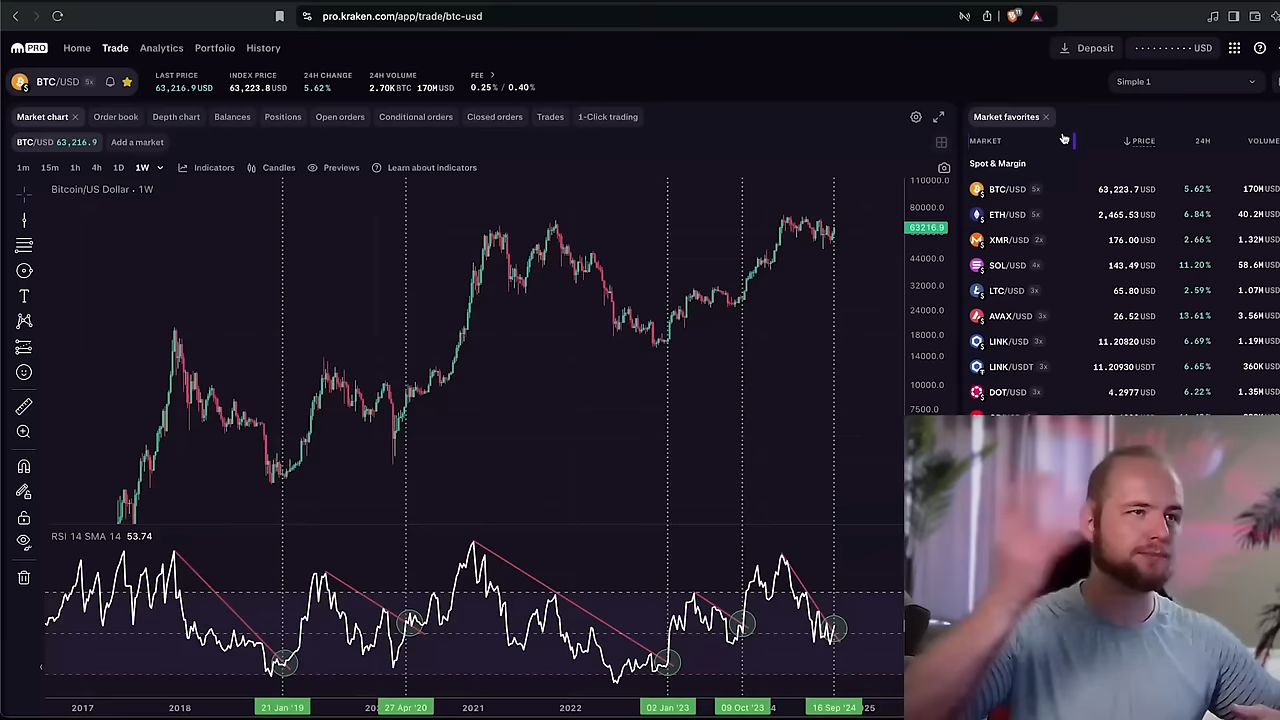 pro.kraken.com/app/trade/btc-usd
PRO Home Trade Analytics Portfolio History Deposit ·········· USD
BTC/USD 5x LAST PRICE INDEX PRICE 24H CHANGE 24H VOLUME FEE Simple 1
63,216.9 USD 63,223.8 USD 5.62% 2.70K BTC 170M USD 0.25% / 0.40%
Market chart Order book Depth chart Balances Positions Open orders Conditional orders Closed orders Trades 1-Click trading Market favorites
BTC/USD 63,216.9 Add a market
MARKET PRICE 24H VOLUME
1m 15m 1h 4h 1D 1W Indicators Candles Previews Learn about indicators
Spot & Margin
Bitcoin/US Dollar · 1W
BTC/USD 5x 63,223.7 USD 5.62% 170M USD
ETH/USD 5x 2,465.53 USD 6.84% 40.2M USD
XMR/USD 2x 176.00 USD 2.66% 1.32M USD
SOL/USD 4x 143.49 USD 11.20% 58.6M USD
LTC/USD 3x 65.80 USD 2.59% 1.07M USD
AVAX/USD 3x 26.52 USD 13.61% 3.56M USD
LINK/USD 3x 11.20820 USD 6.69% 1.19M USD
LINK/USDT 3x 11.20930 USDT 6.65% 360K USD
DOT/USD 3x 4.2977 USD 6.22% 1.35M USD
110000.0
80000.0
63216.9
44000.0
32000.0
24000.0
18000.0
14000.0
10000.0
7500.0
RSI 14 SMA 14 53.74
2017 2018 21 Jan '19 27 Apr '20 2021 2022 02 Jan '23 09 Oct '23 16 Sep '24